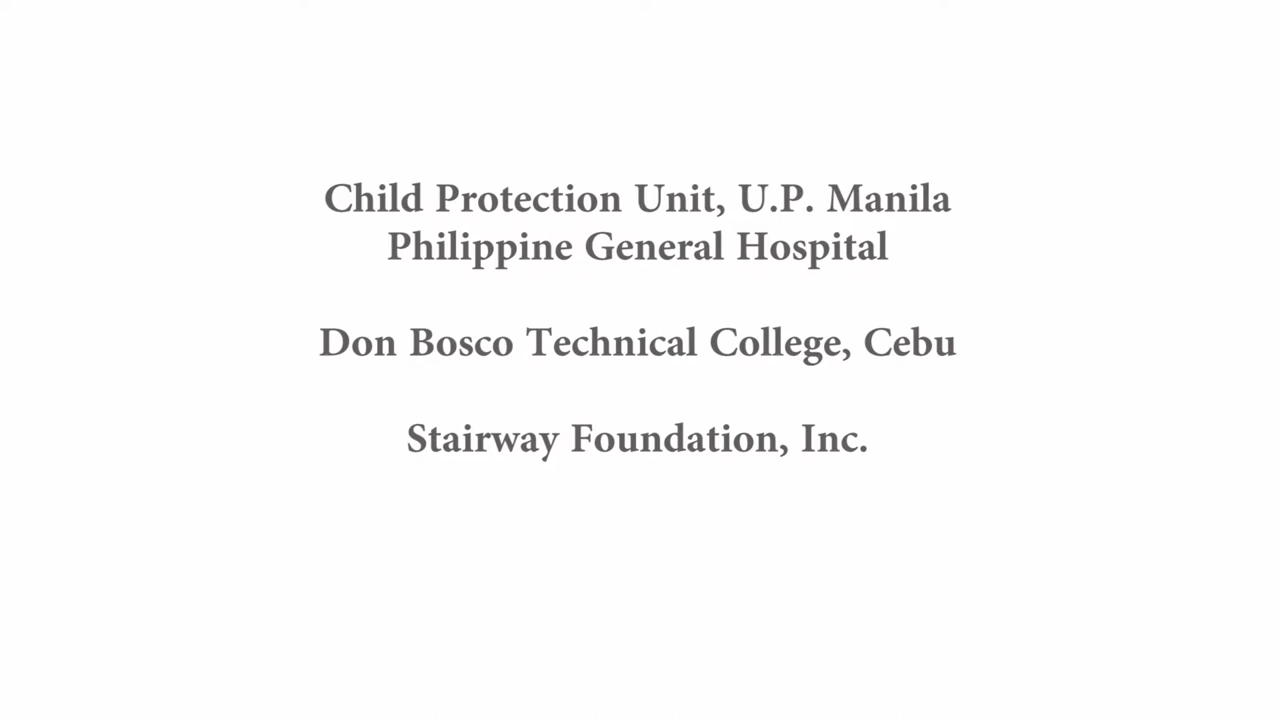 Child Protection Unit, U.P. Manila
Philippine General Hospital
Don Bosco Technical College, Cebu
Stairway Foundation, Inc.